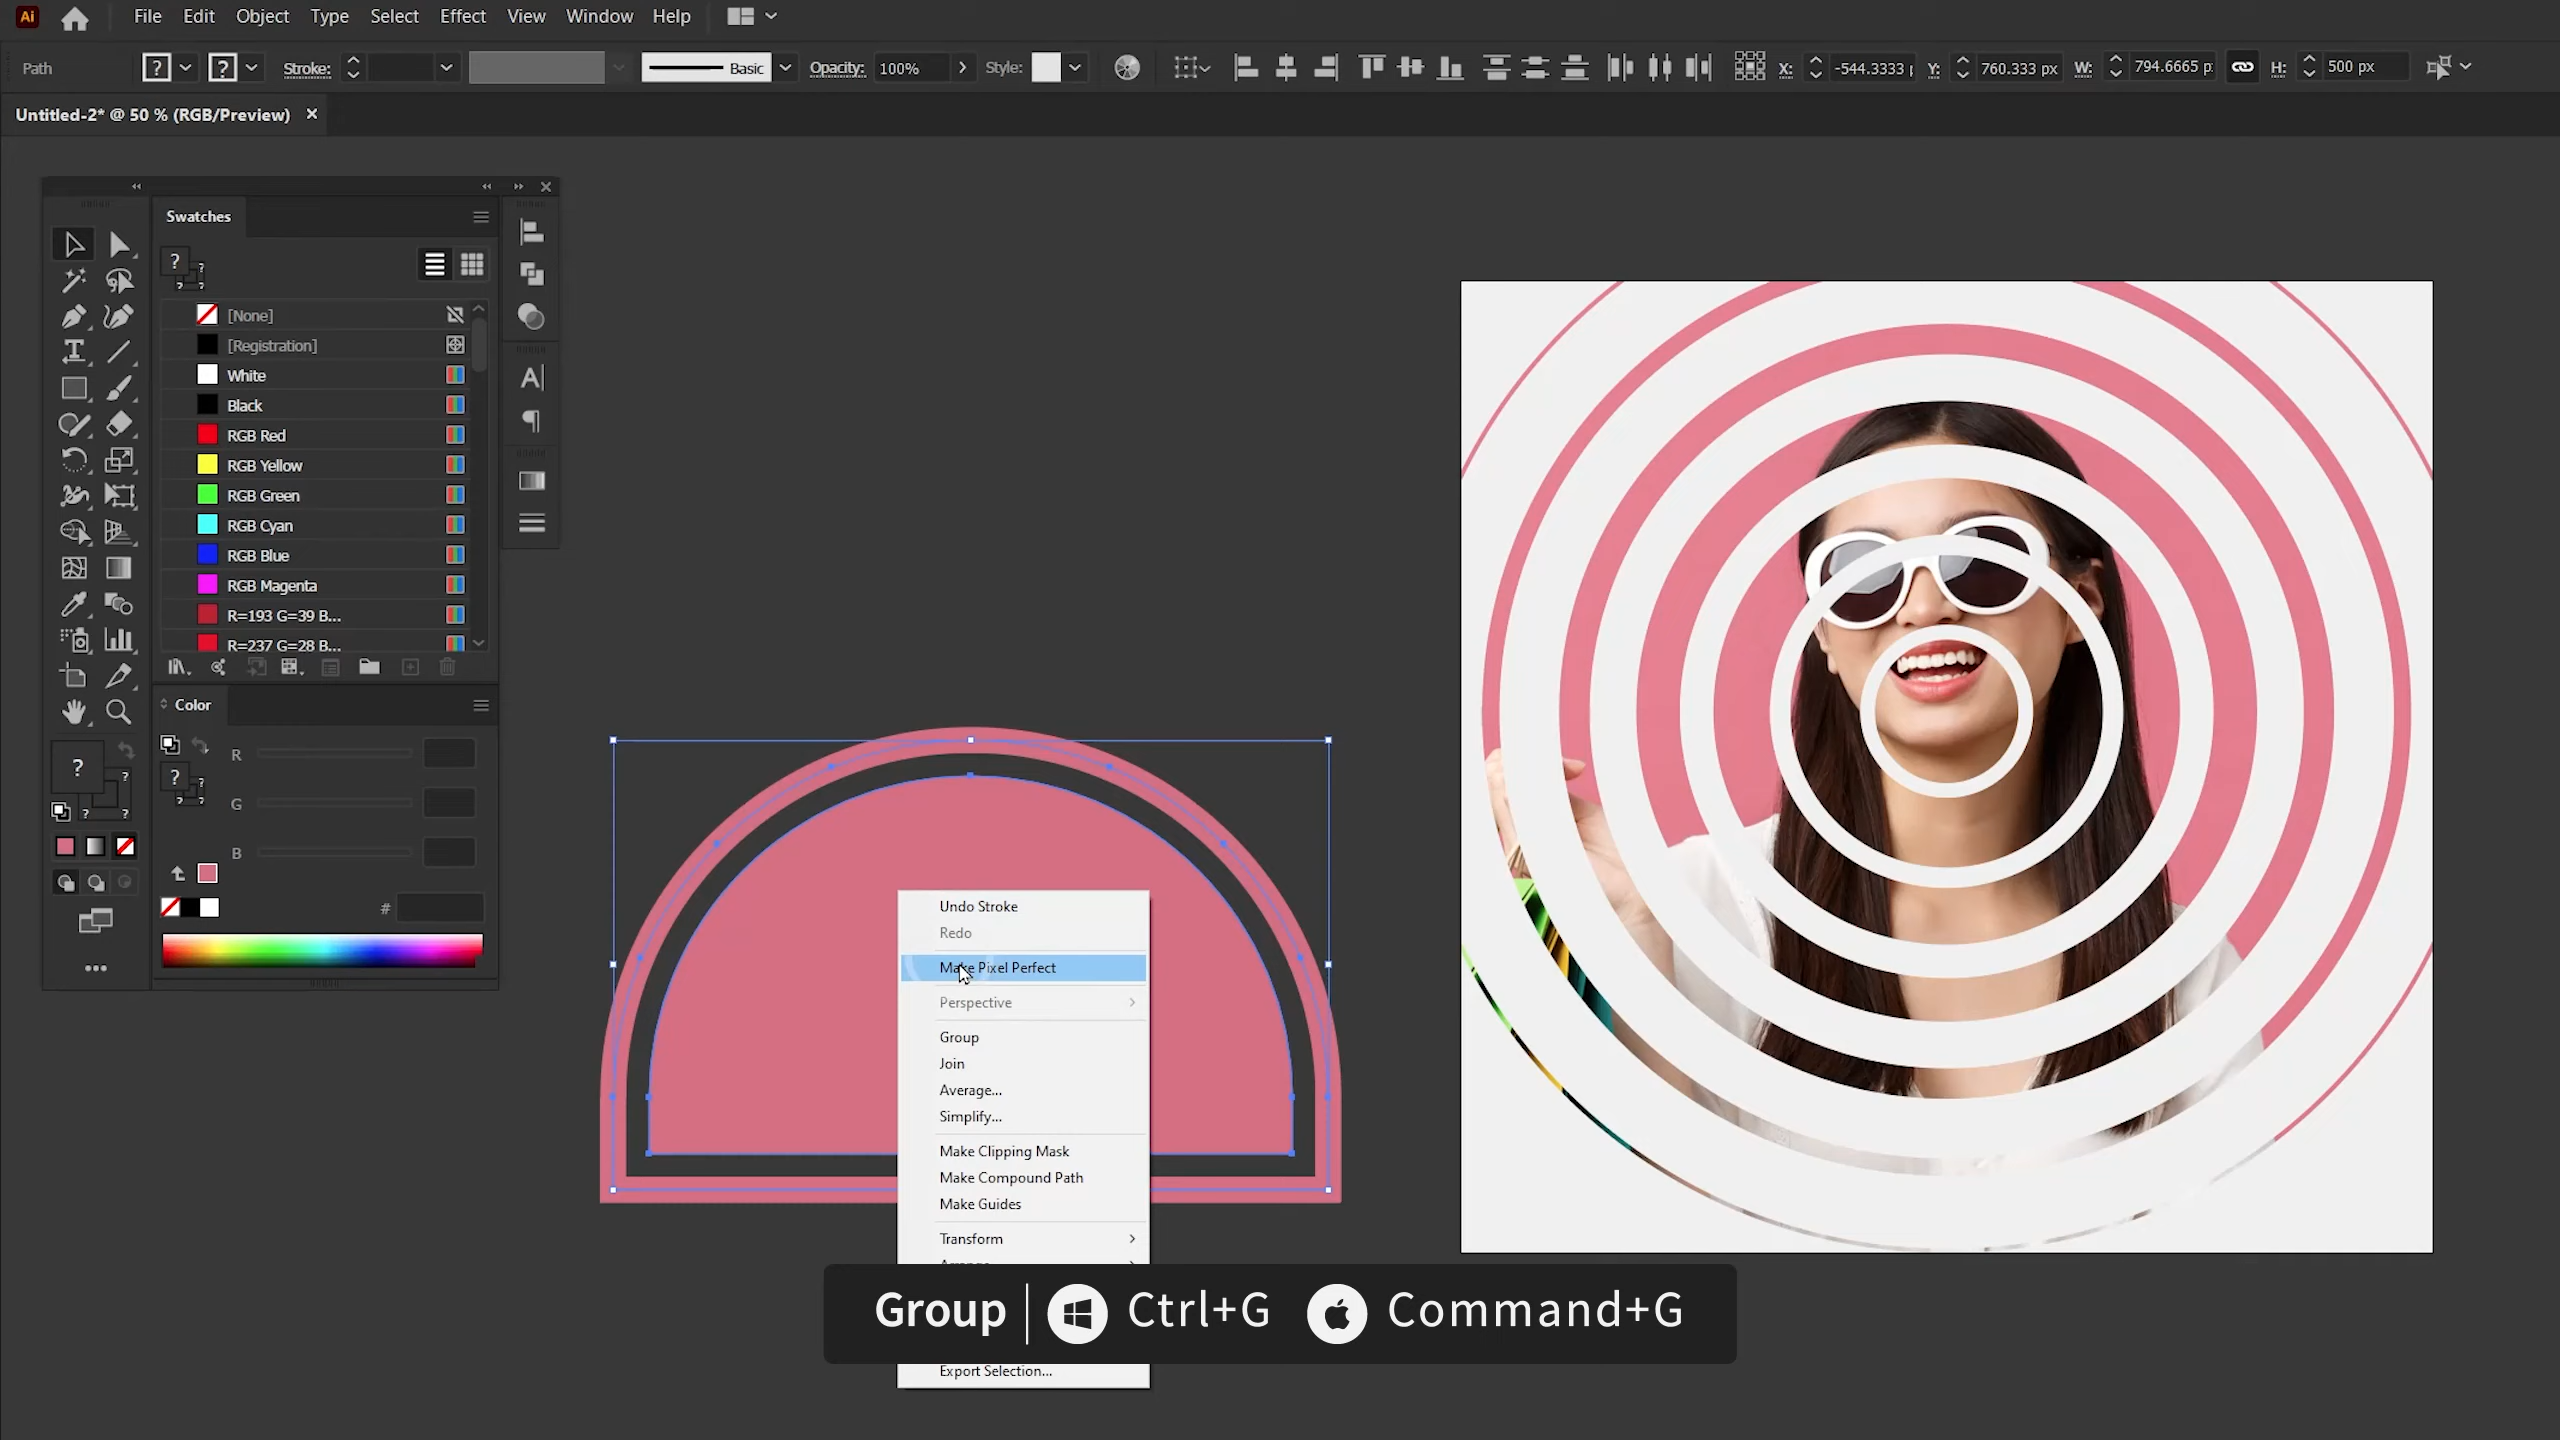 Ai File Edit Object Type Select Effect View Window Help
Path ? ? Stroke: Basic Opacity: 100% Style: X: -544.3333 Y: 760.333 px W: 794.6665 p H: 500 px
Untitled-2* @ 50 % (RGB/Preview) ×
Swatches
?
?
?
[None]
[Registration]
White
Black
RGB Red
RGB Yellow
RGB Green
RGB Cyan
RGB Blue
RGB Magenta
R=193 G=39 B...
R=237 G=28 B...
Color
R
G
B
#
?
?
?
?
?
?
?
Undo Stroke
Redo
Make Pixel Perfect
Perspective
Group
Join
Average...
Simplify...
Make Clipping Mask
Make Compound Path
Make Guides
Transform
Group | Ctrl+G Command+G
Export Selection...